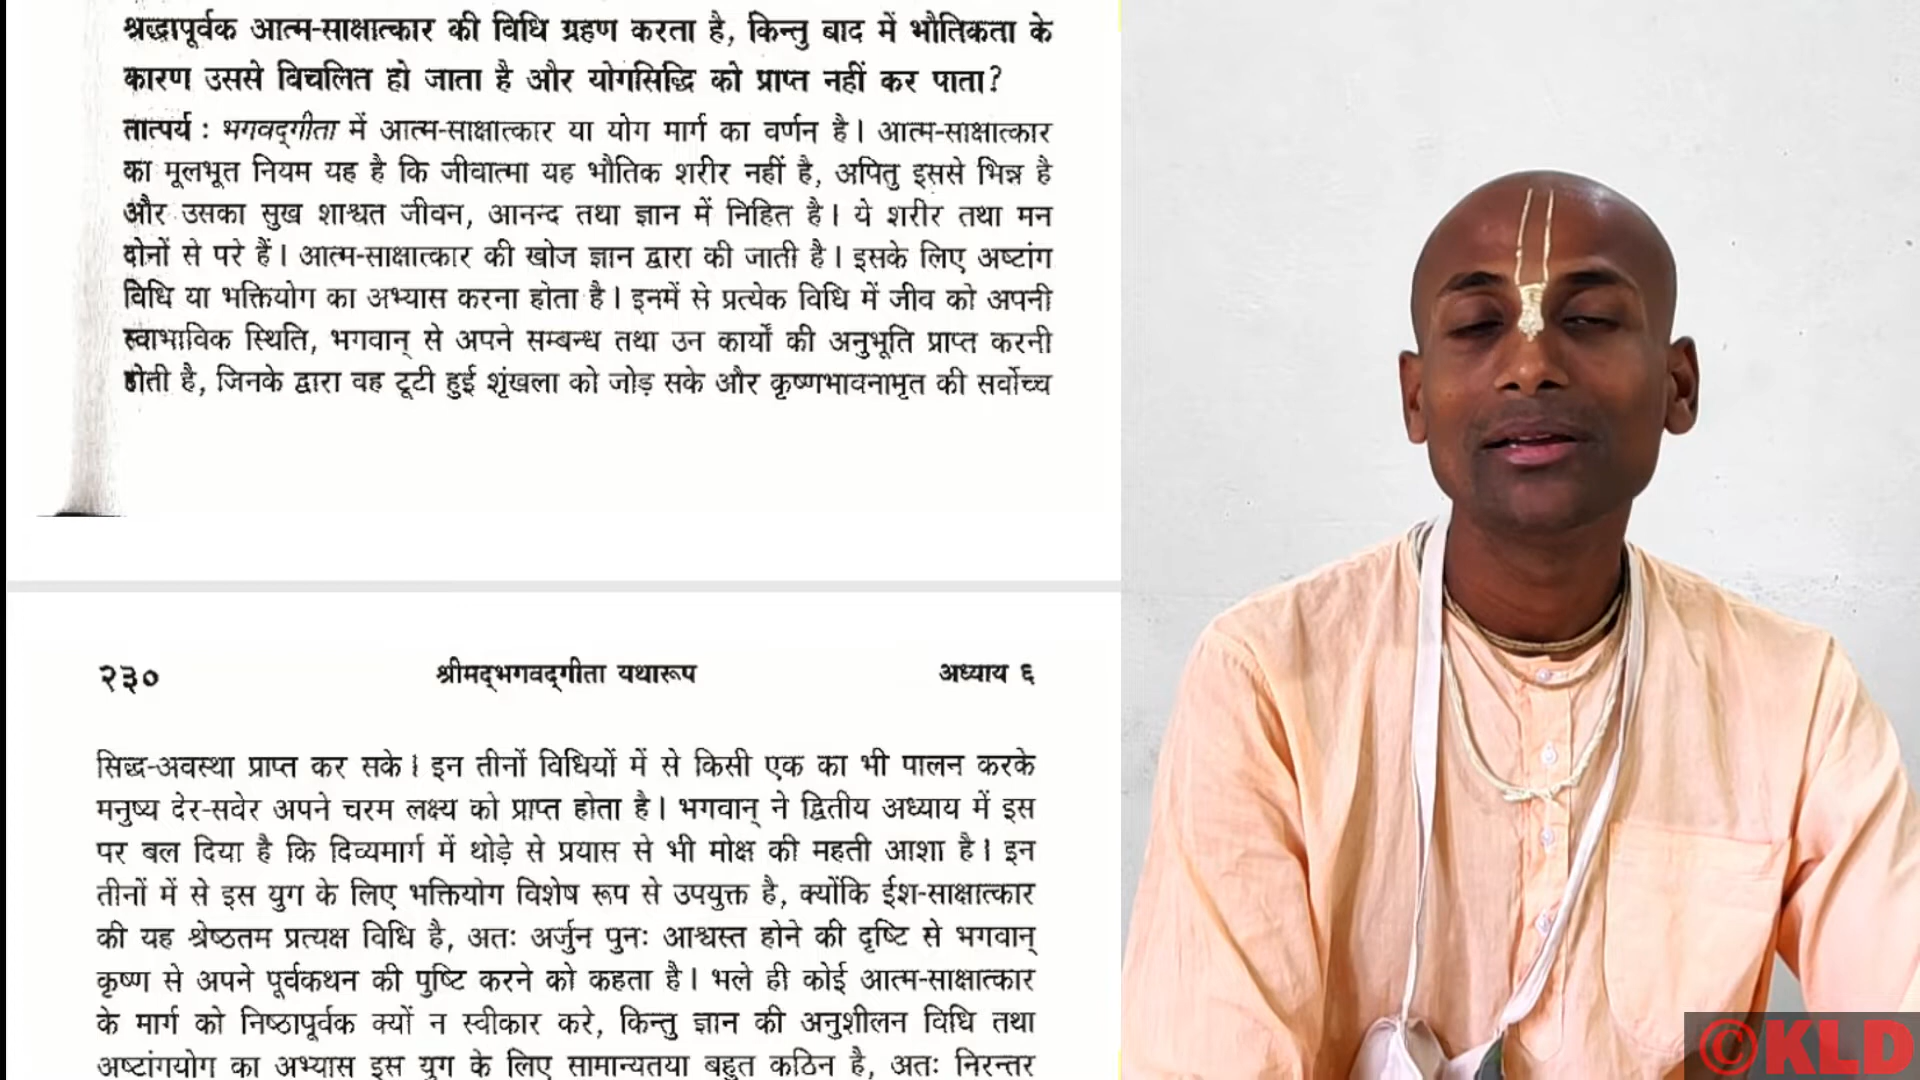 श्रद्धापूर्वक आत्म-साक्षात्कार की विधि ग्रहण करता है, किन्तु बाद में भौतिकता के
कारण उससे विचलित हो जाता है और योगसिद्धि को प्राप्त नहीं कर पाता?
तात्पर्य : भगवद्गीता में आत्म-साक्षात्कार या योग मार्ग का वर्णन है। आत्म-साक्षात्कार
का मूलभूत नियम यह है कि जीवात्मा यह भौतिक शरीर नहीं है, अपितु इससे भिन्न है
और उसका सुख शाश्वत जीवन, आनन्द तथा ज्ञान में निहित है। ये शरीर तथा मन
दोनों से परे हैं। आत्म-साक्षात्कार की खोज ज्ञान द्वारा की जाती है। इसके लिए अष्टांग
विधि या भक्तियोग का अभ्यास करना होता है। इनमें से प्रत्येक विधि में जीव को अपनी
स्वाभाविक स्थिति, भगवान् से अपने सम्बन्ध तथा उन कार्यों की अनुभूति प्राप्त करनी
होती है, जिनके द्वारा वह टूटी हुई शृंखला को जोड़ सके और कृष्णभावनामृत की सर्वोच्च
२३०
श्रीमद्भगवद्गीता यथारूप
अध्याय ६
सिद्ध-अवस्था प्राप्त कर सके। इन तीनों विधियों में से किसी एक का भी पालन करके
मनुष्य देर-सवेर अपने चरम लक्ष्य को प्राप्त होता है। भगवान् ने द्वितीय अध्याय में इस
पर बल दिया है कि दिव्यमार्ग में थोड़े से प्रयास से भी मोक्ष की महती आशा है। इन
तीनों में से इस युग के लिए भक्तियोग विशेष रूप से उपयुक्त है, क्योंकि ईश-साक्षात्कार
की यह श्रेष्ठतम प्रत्यक्ष विधि है, अतः अर्जुन पुनः आश्वस्त होने की दृष्टि से भगवान्
कृष्ण से अपने पूर्वकथन की पुष्टि करने को कहता है। भले ही कोई आत्म-साक्षात्कार
के मार्ग को निष्ठापूर्वक क्यों न स्वीकार करे, किन्तु ज्ञान की अनुशीलन विधि तथा
अष्टांगयोग का अभ्यास इस युग के लिए सामान्यतया बहुत कठिन है, अतः निरन्तर
©KLD